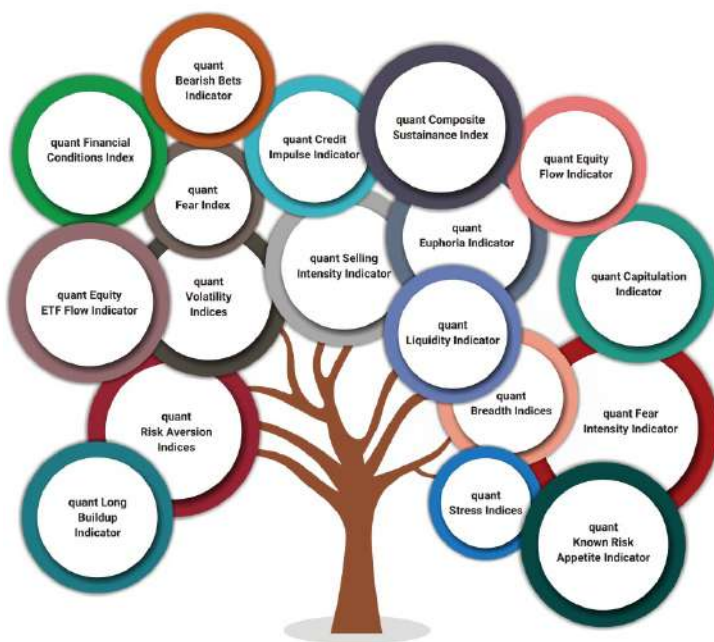 quant
Bearish Bets
Indicator
quant Financial
Conditions Index
quant Credit
Impulse Indicator
quant Composite
Sustainance Index
quant Equity
Flow Indicator
quant
Fear Index
quant
Euphoria Indicator
quant Selling
Intensity Indicator
quant Capitulation
Indicator
quant Equity
ETF Flow Indicator
quant
Volatility
Indices
quant
Liquidity Indicator
quant
Breadth Indices
quant Fear
Intensity Indicator
quant
Risk Aversion
Indices
quant Long
Buildup
Indicator
quant
Stress Indices
quant
Known Risk
Appetite Indicator